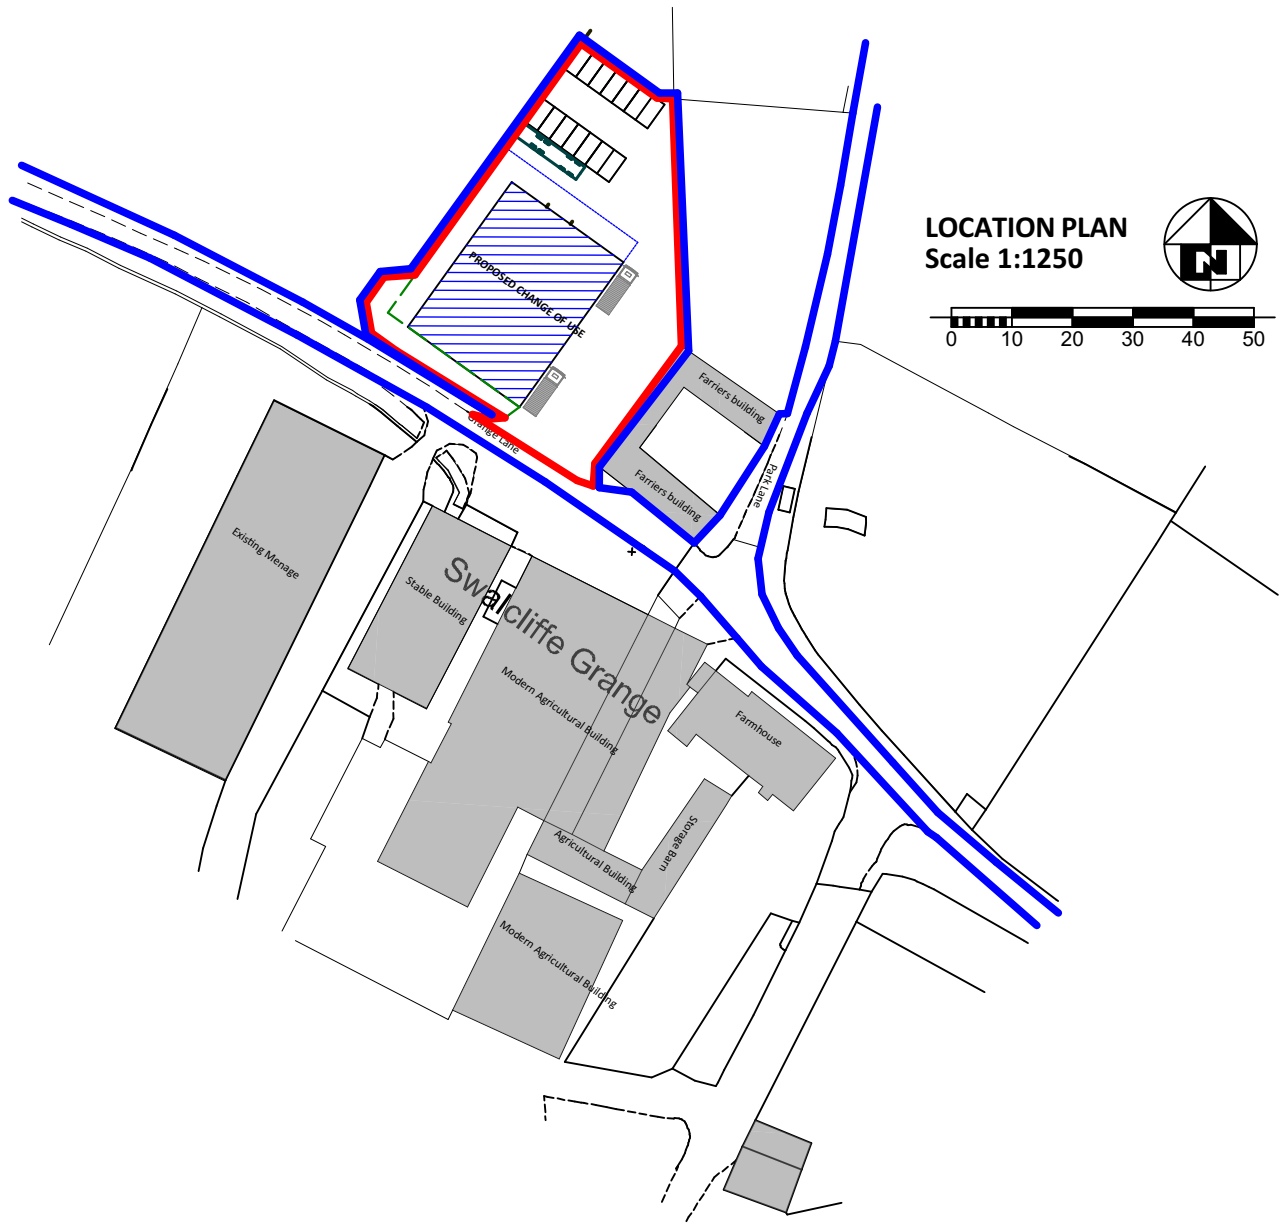 LOCATION PLAN
Scale 1:1250
N
0 10 20 30 40 50
PROPOSED CHANGE OF USE
Farriers building
Grange Lane
Farriers building
Park Lane
Existing Menage
Stable Building
Swalcliffe Grange
Modern Agricultural Building
Farmhouse
Storage Barn
Agricultural Building
Modern Agricultural Building